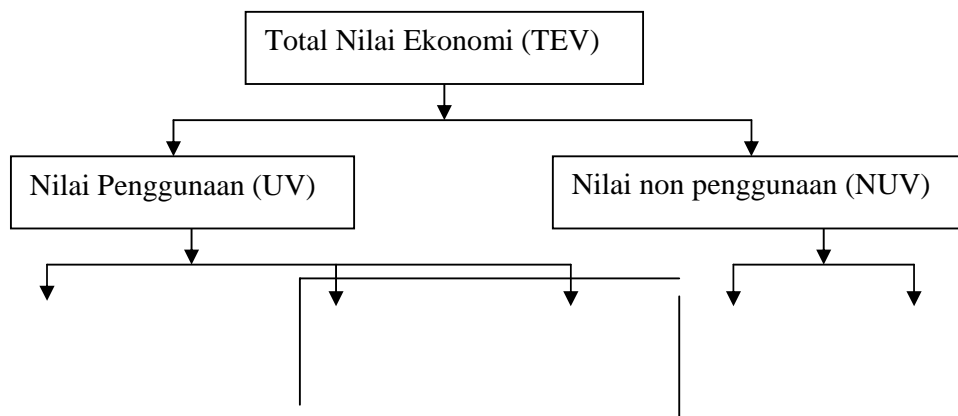 Total Nilai Ekonomi (TEV)
Nilai Penggunaan (UV)
Nilai non penggunaan (NUV)